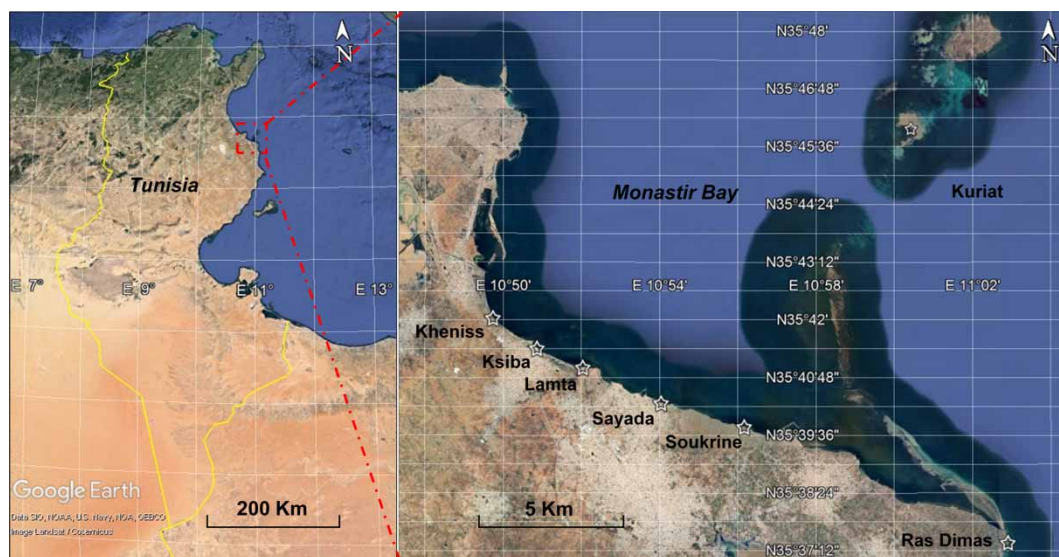 N
Tunisia
E 7°
E 9°
E 11°
E 13°
Google Earth
Data SIO, NOAA, U.S. Navy, NGA, GEBCO
Image Landsat / Copernicus
200 Km
N
N35°48'
N35°46'48"
N35°45'36"
Kuriat
Monastir Bay
N35°44'24"
N35°43'12"
E 10°50'
E 10°54'
E 10°58'
E 11°02'
N35°42'
Kheniss
Ksiba
Lamta
N35°40'48"
Sayada
Soukrine
N35°39'36"
N35°38'24"
5 Km
Ras Dimas
N35°37'12"